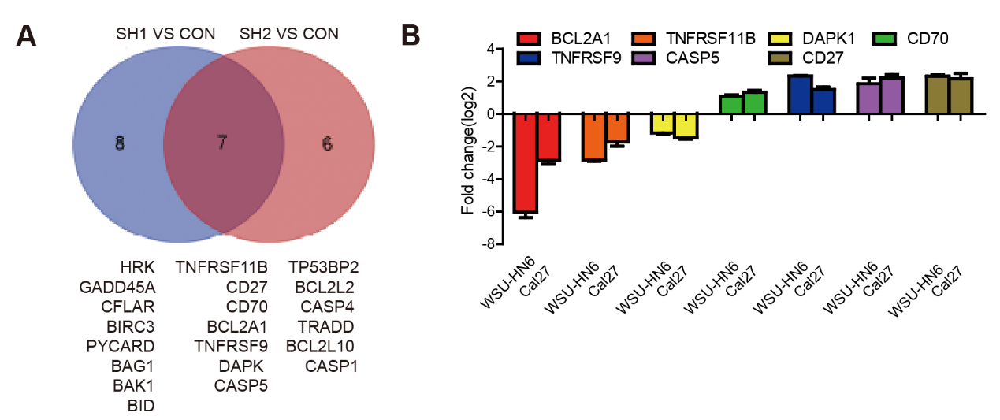 A
SH1 VS CON SH2 VS CON
8 7 6
HRK TNFRSF11B TP53BP2
GADD45A CD27 BCL2L2
CFLAR CD70 CASP4
BIRC3 BCL2A1 TRADD
PYCARD TNFRSF9 BCL2L10
BAG1 DAPK CASP1
BAK1 CASP5
BID
B
BCL2A1 TNFRSF11B DAPK1 CD70
TNFRSF9 CASP5 CD27
Fold change(log2)
4
2
0
-2
-4
-6
-8
WSU-HN6 Cal27 WSU-HN6 Cal27 WSU-HN6 Cal27 WSU-HN6 Cal27 WSU-HN6 Cal27 WSU-HN6 Cal27 WSU-HN6 Cal27